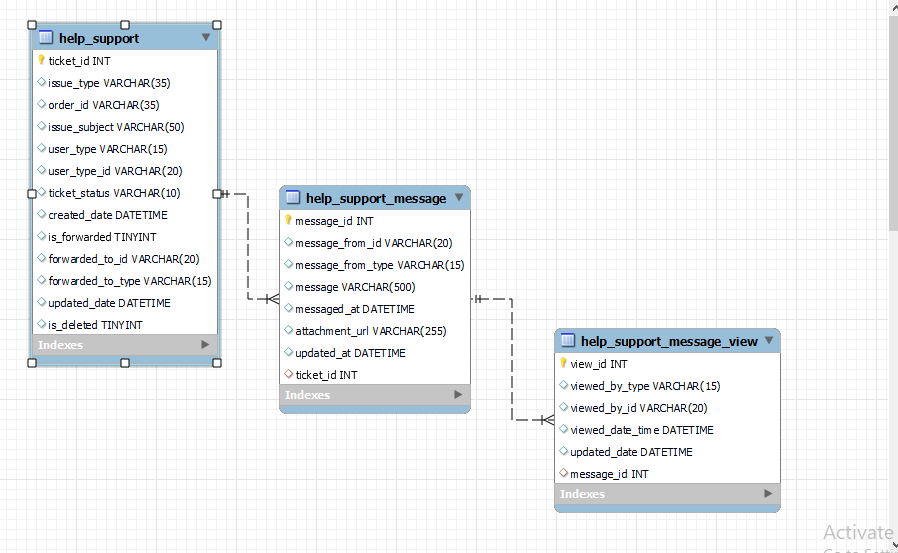 help_support
ticket_id INT
issue_type VARCHAR(35)
order_id VARCHAR(35)
issue_subject VARCHAR(50)
user_type VARCHAR(15)
user_type_id VARCHAR(20)
ticket_status VARCHAR(10)
created_date DATETIME
is_forwarded TINYINT
forwarded_to_id VARCHAR(20)
forwarded_to_type VARCHAR(15)
updated_date DATETIME
is_deleted TINYINT
Indexes
help_support_message
message_id INT
message_from_id VARCHAR(20)
message_from_type VARCHAR(15)
message VARCHAR(500)
messaged_at DATETIME
attachment_url VARCHAR(255)
updated_at DATETIME
ticket_id INT
Indexes
help_support_message_view
view_id INT
viewed_by_type VARCHAR(15)
viewed_by_id VARCHAR(20)
viewed_date_time DATETIME
updated_date DATETIME
message_id INT
Indexes
Activate
Go to